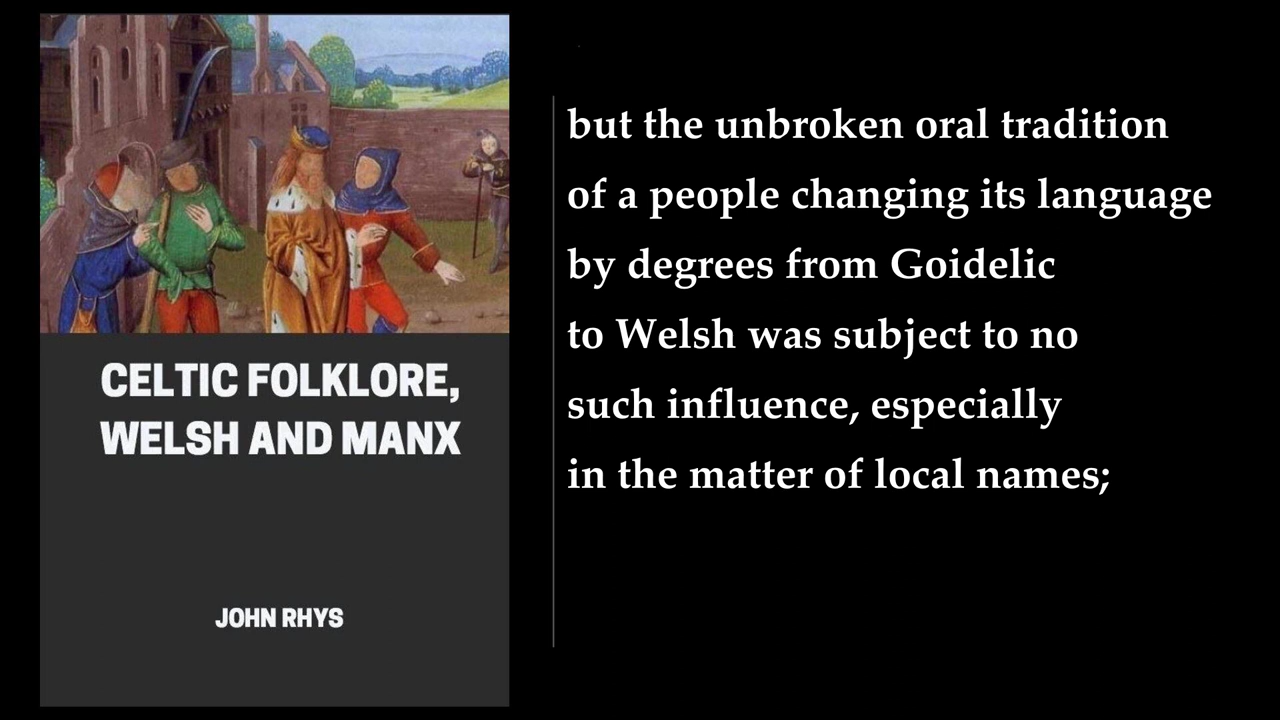 CELTIC FOLKLORE,
WELSH AND MANX
JOHN RHYS
but the unbroken oral tradition
of a people changing its language
by degrees from Goidelic
to Welsh was subject to no
such influence, especially
in the matter of local names;